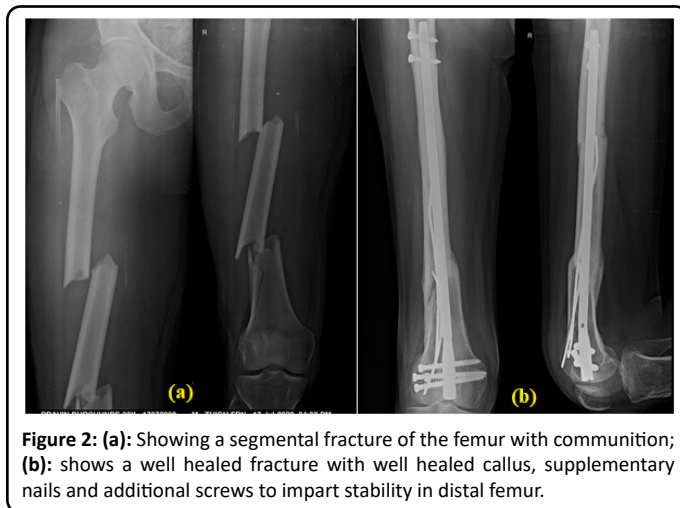 R
R
(a)
(b)
Figure 2: (a): Showing a segmental fracture of the femur with communition;
(b): shows a well healed fracture with well healed callus, supplementary
nails and additional screws to impart stability in distal femur.